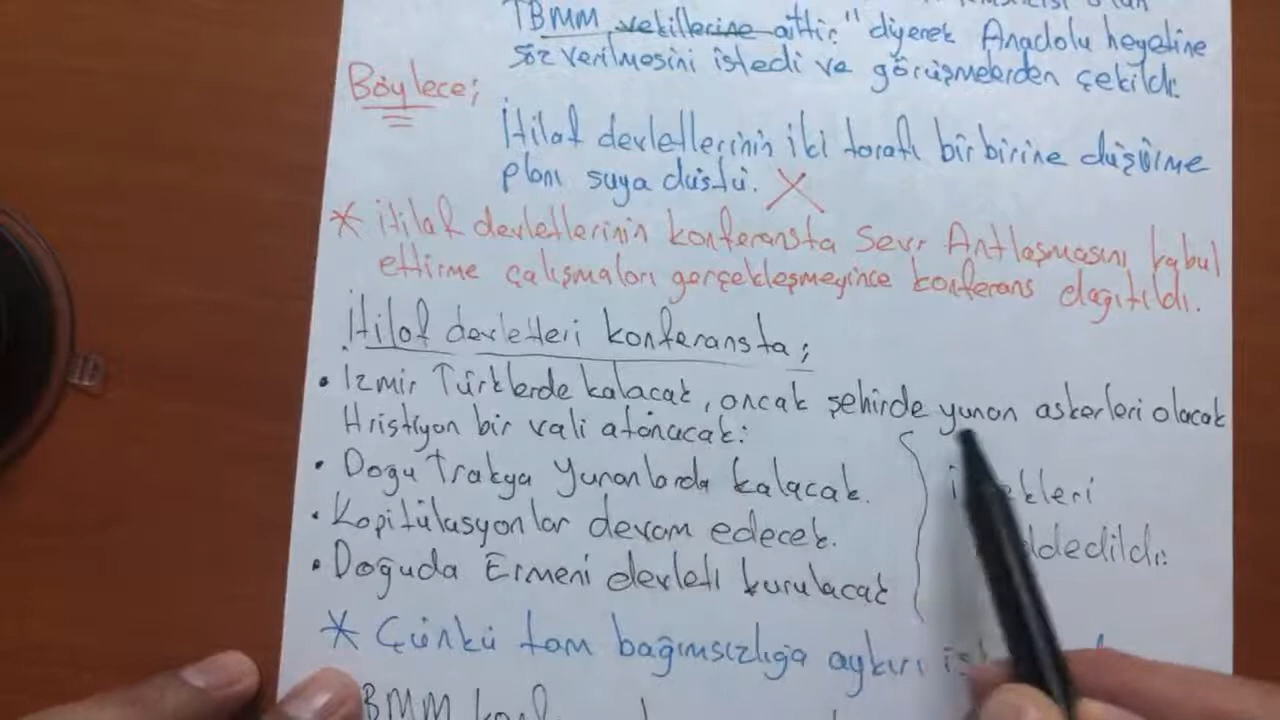 TBMM vekillerine aittir." diyerek Anadolu heyetine
söz verilmesini istedi ve görüşmelerden çekildi.
Böylece;
İtilaf devletlerinin iki tarafı birbirine düşürme
planı suya düştü. X
* itilaf devletlerinin konferansta Sevr Antlaşmasını kabul
ettirme çalışmaları gerçekleşmeyince konferans dağıtıldı.
İtilaf devletleri konferansta;
• İzmir Türklerde kalacak, ancak şehirde yunan askerleri olacak
Hristiyan bir vali atanacak.
• Doğu Trakya Yunanlarda kalacak.
• Kapitülasyonlar devam edecek.
• Doğuda Ermeni devleti kurulacak
* Çünkü tam bağımsızlığa aykırı